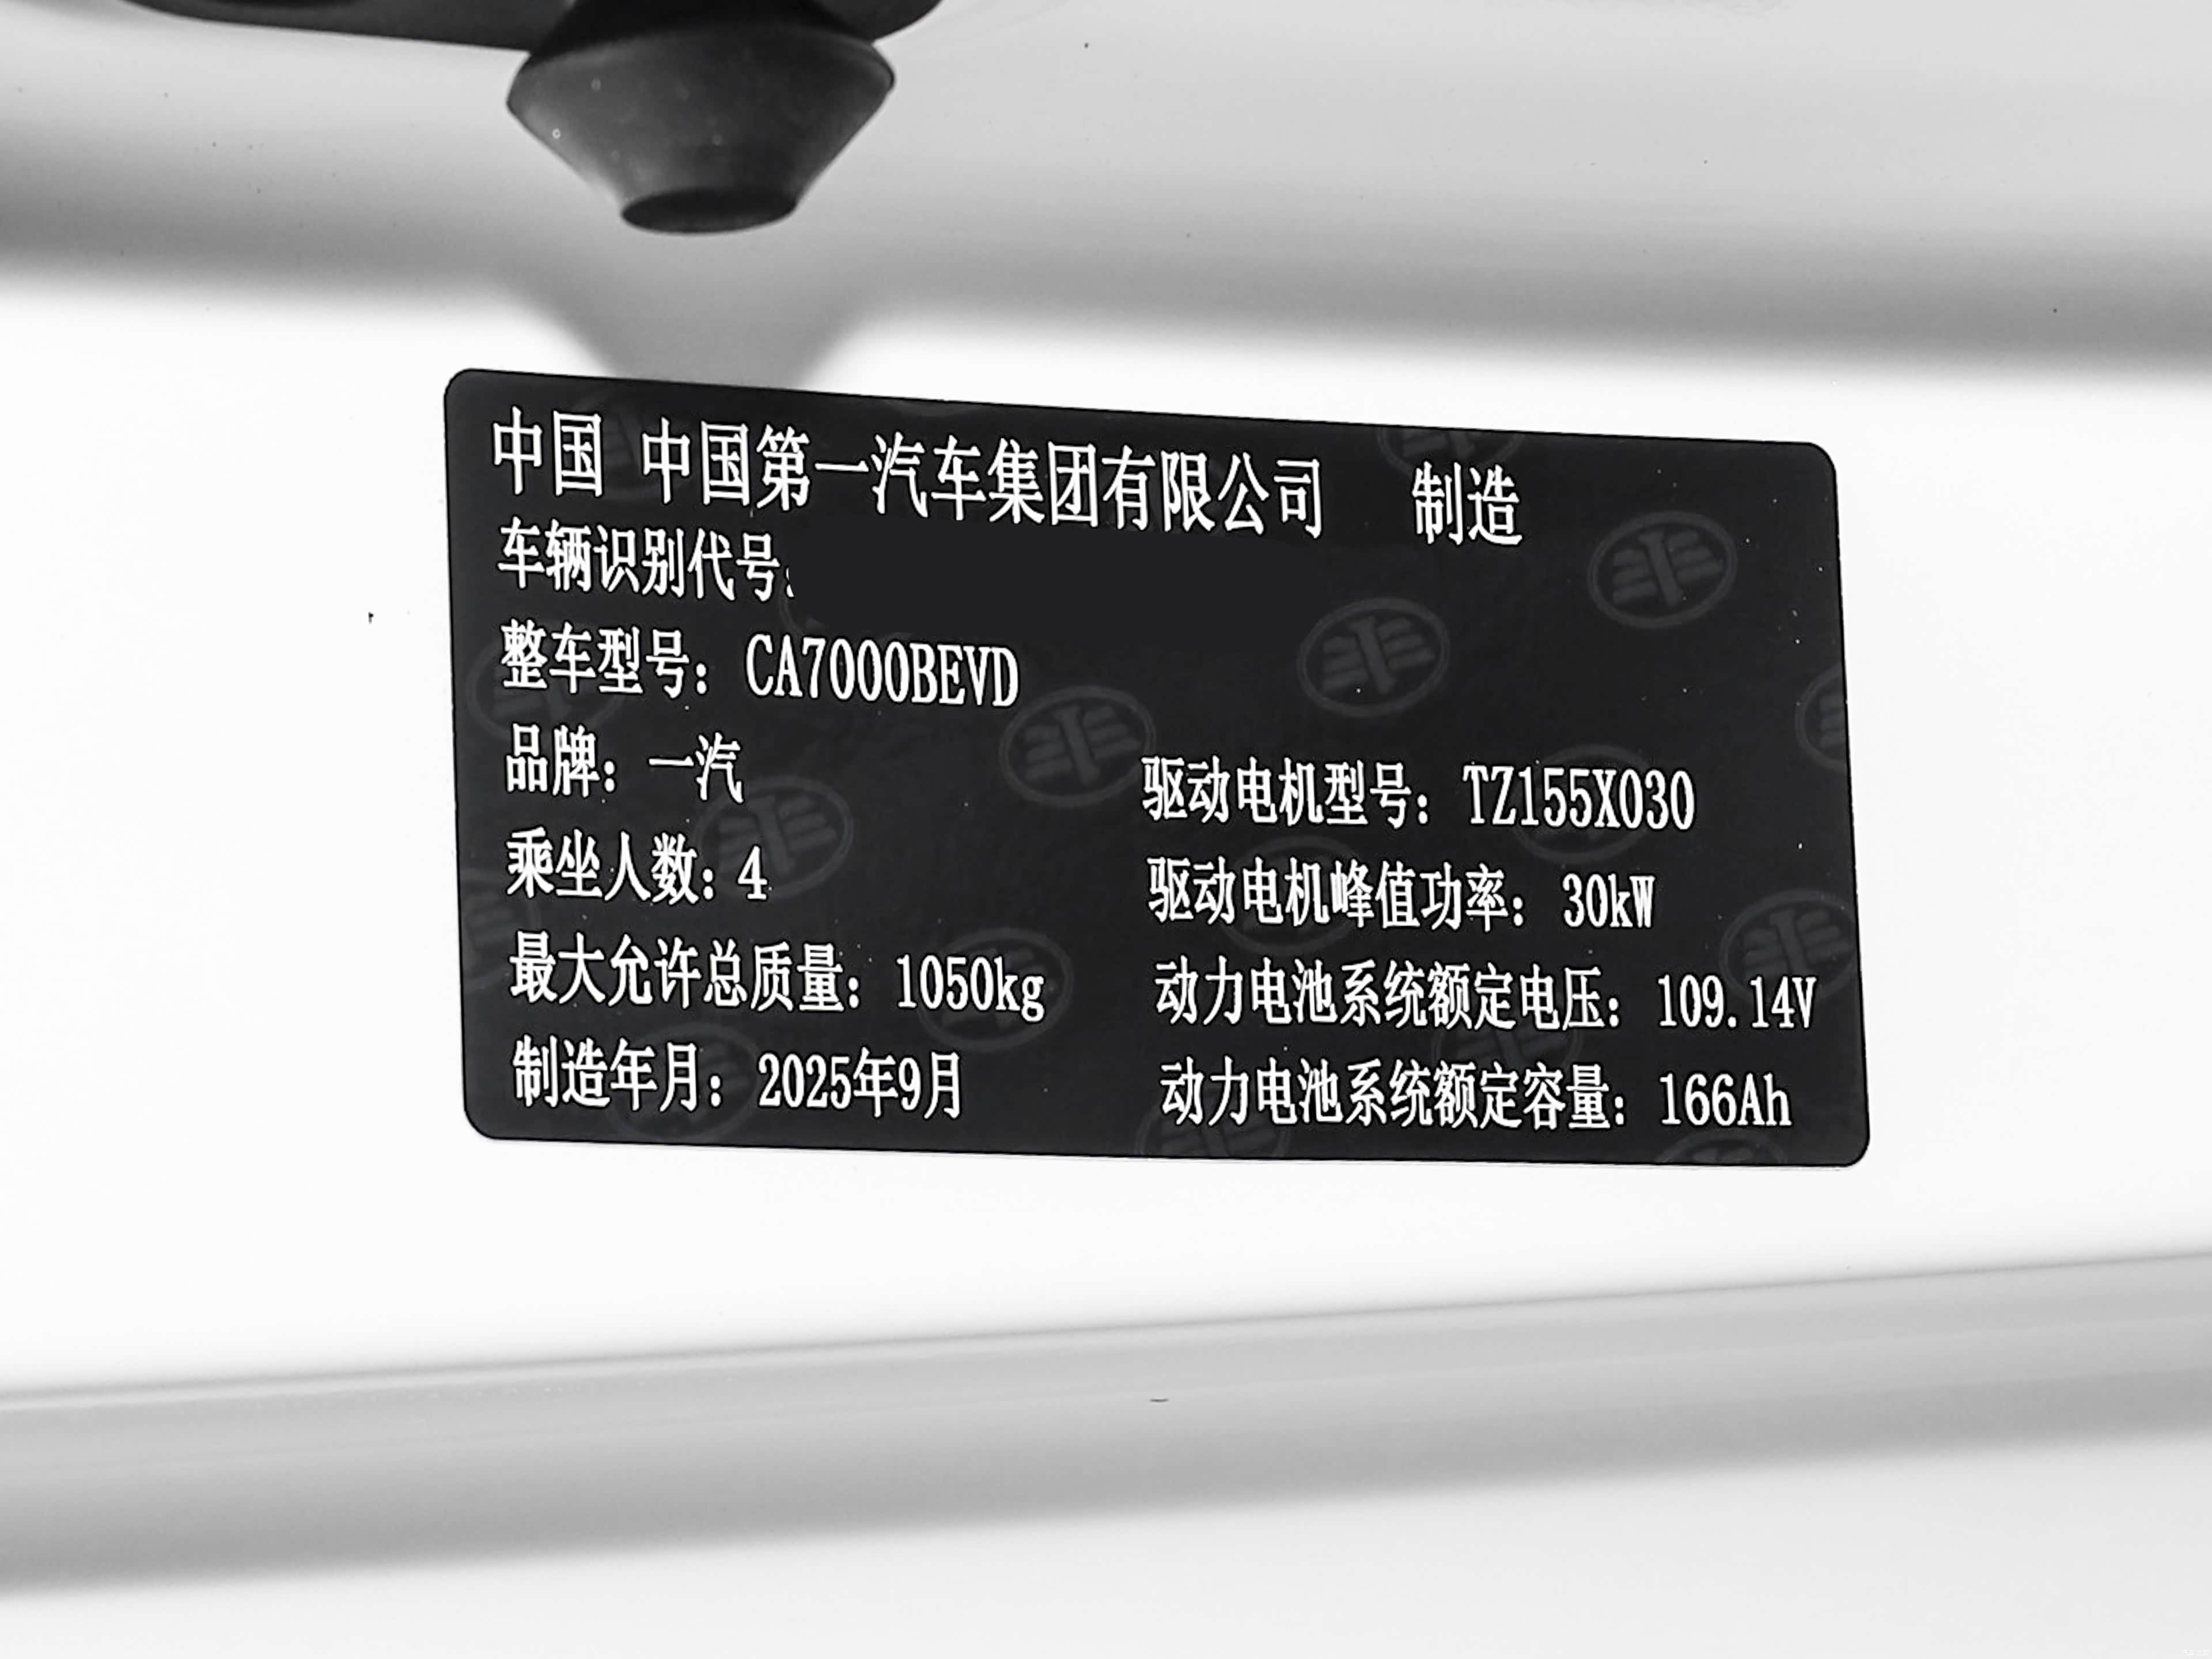 中国 中国第一汽车集团有限公司 制造
车辆识别代号:
整车型号: CA7000BEVD
品牌: 一汽
驱动电机型号: TZ155X030
乘坐人数: 4
驱动电机峰值功率: 30kW
最大允许总质量: 1050kg
动力电池系统额定电压: 109.14V
制造年月: 2025年9月
动力电池系统额定容量: 166Ah